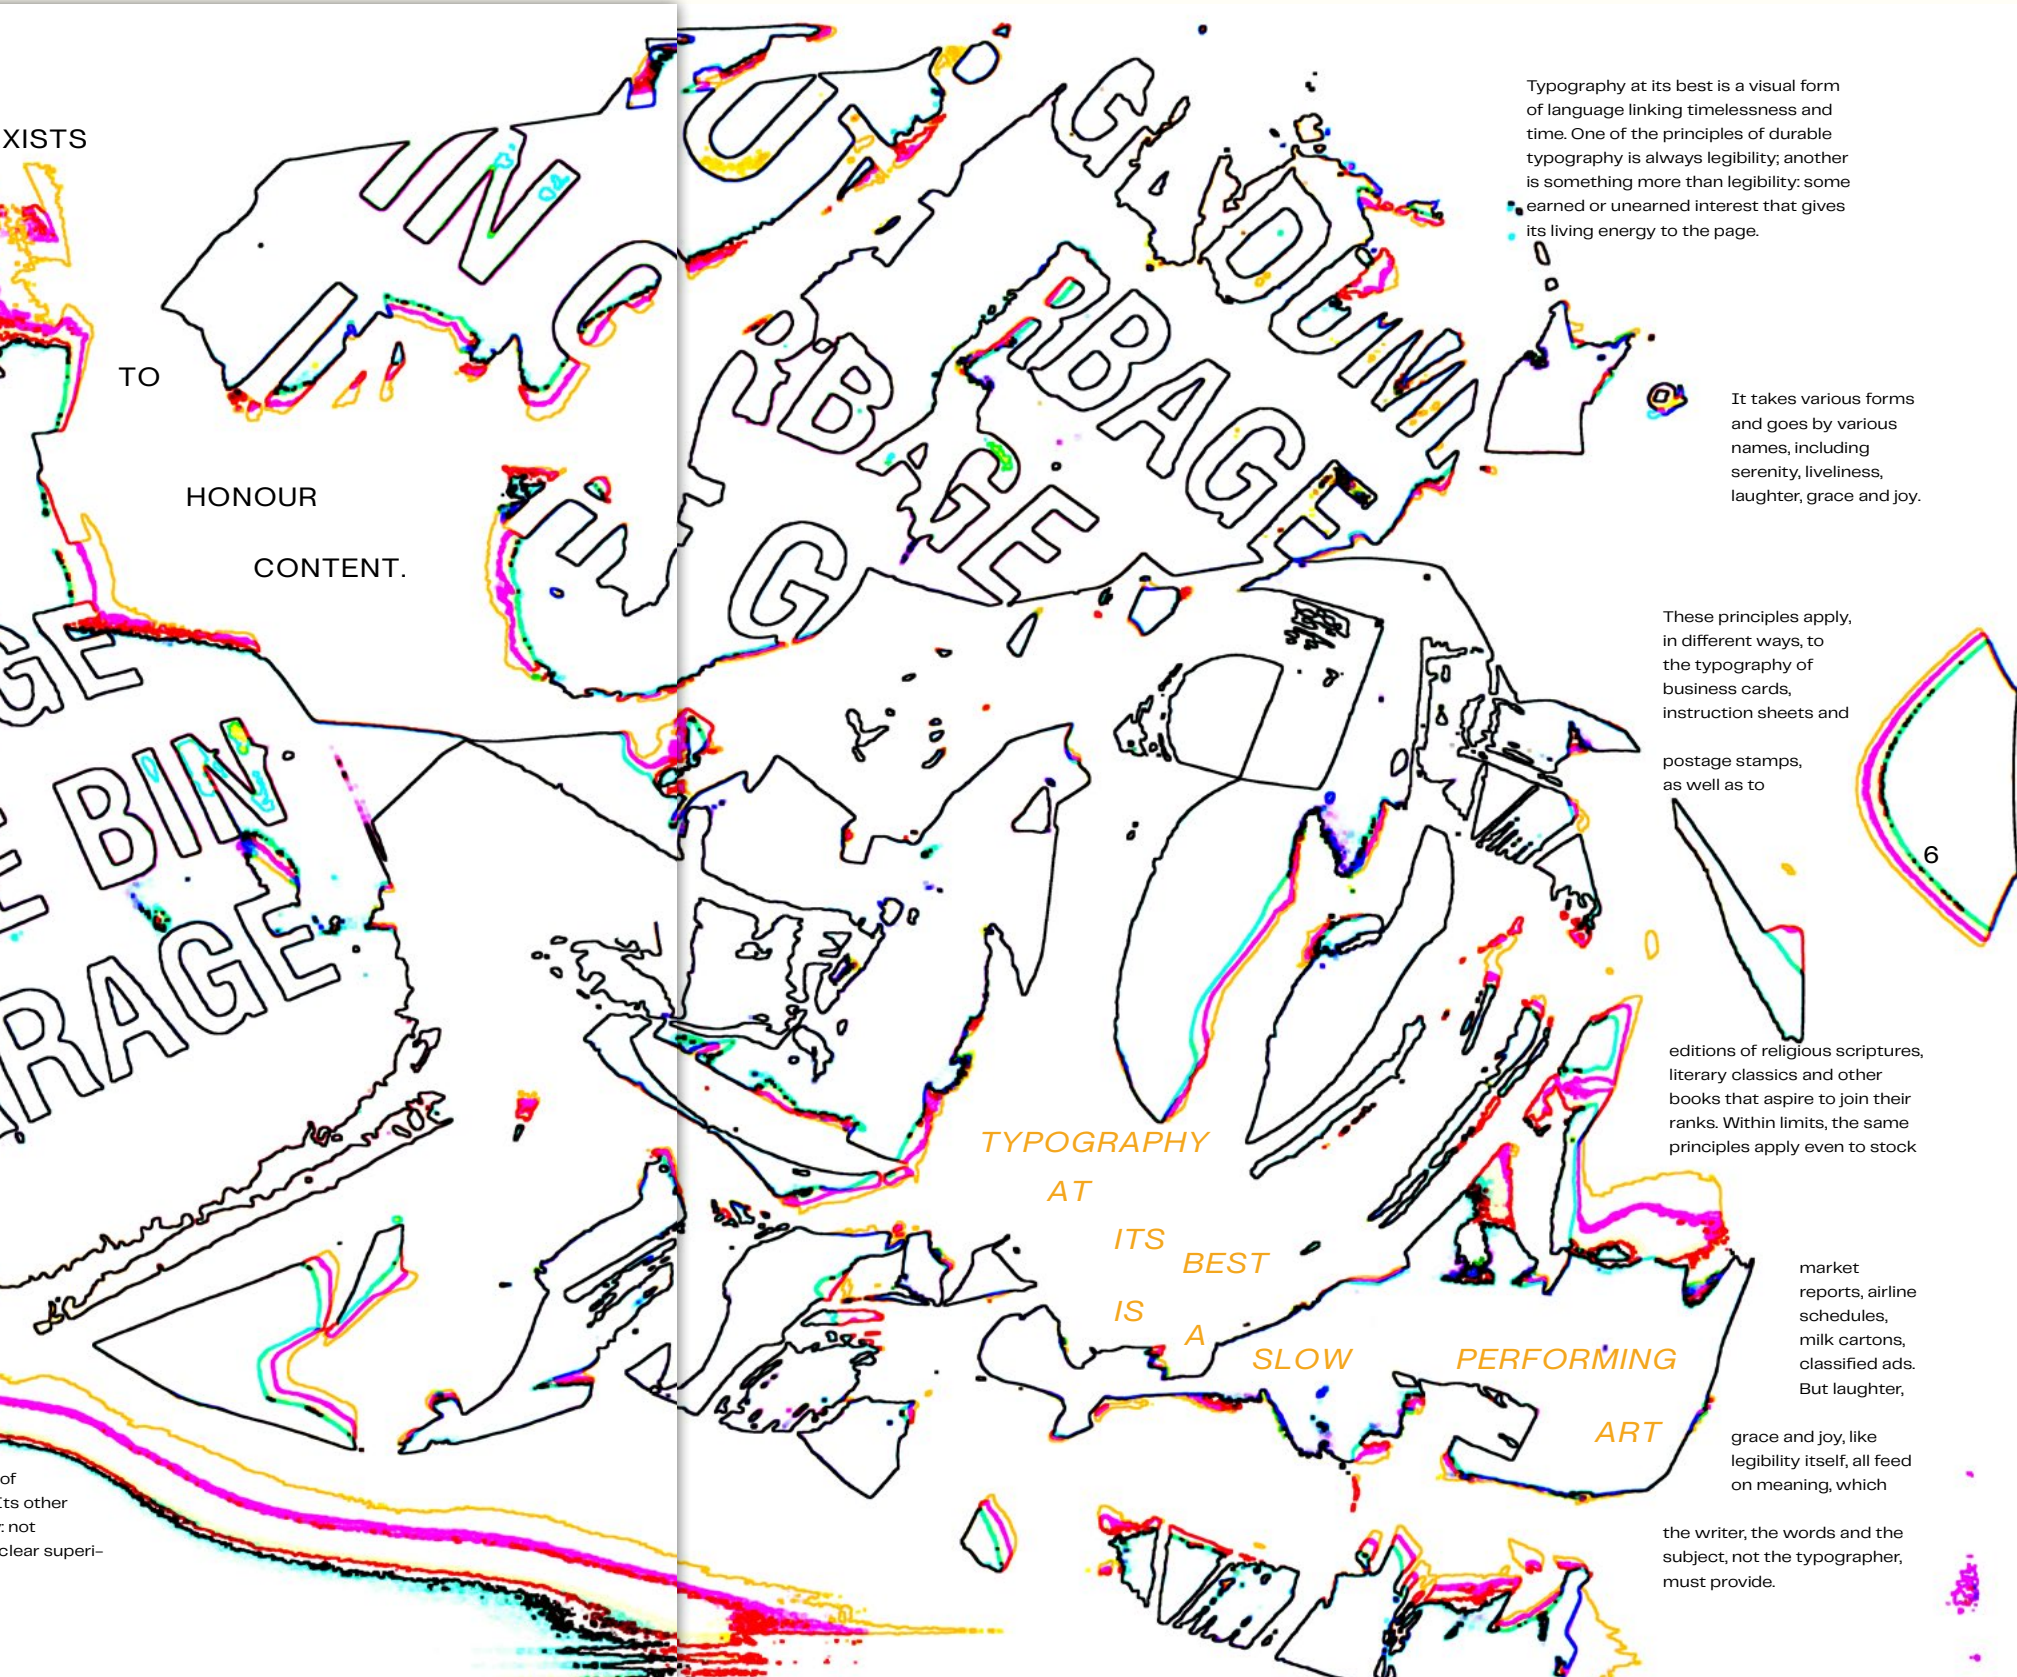 XISTS
TO
HONOUR
CONTENT.
IN G
UT
RBAGE
RBAGE
G
GE
E BIN
RAGE
of
Its other
not
clear superi–
Typography at its best is a visual form
of language linking timelessness and
time. One of the principles of durable
typography is always legibility; another
is something more than legibility: some
earned or unearned interest that gives
its living energy to the page.
It takes various forms
and goes by various
names, including
serenity, liveliness,
laughter, grace and joy.
These principles apply,
in different ways, to
the typography of
business cards,
instruction sheets and
postage stamps,
as well as to
6
editions of religious scriptures,
literary classics and other
books that aspire to join their
ranks. Within limits, the same
principles apply even to stock
TYPOGRAPHY
AT
ITS
BEST
IS
A
SLOW PERFORMING
ART
market
reports, airline
schedules,
milk cartons,
classified ads.
But laughter,
grace and joy, like
legibility itself, all feed
on meaning, which
the writer, the words and the
subject, not the typographer,
must provide.